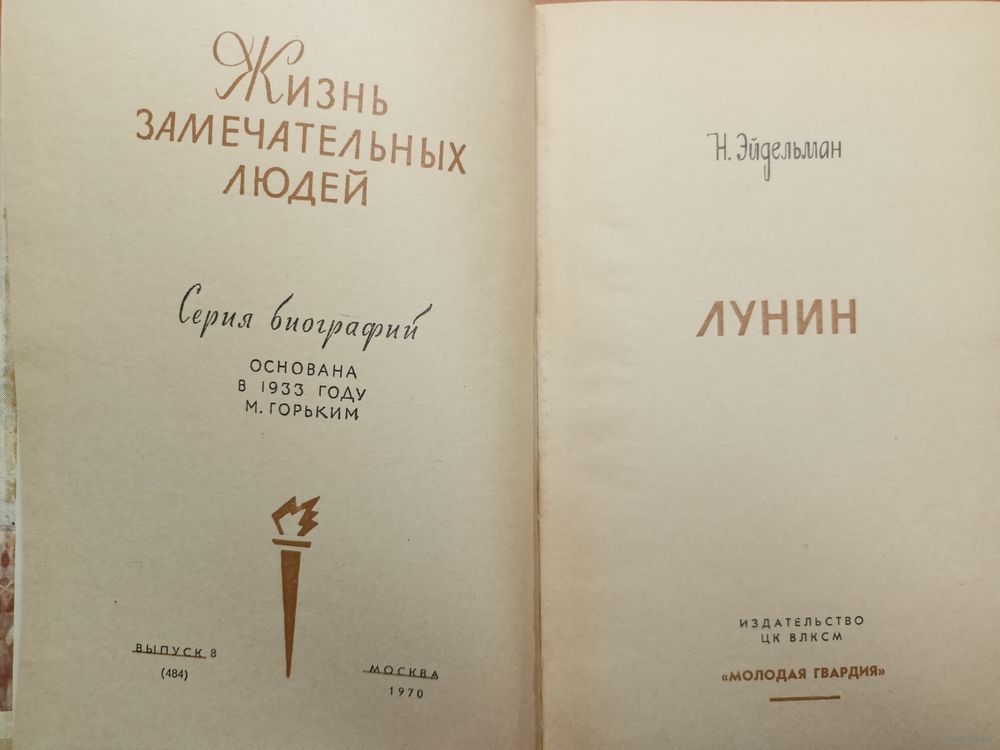 Жизнь
ЗАМЕЧАТЕЛЬНЫХ
ЛЮДЕЙ
Серия биографий
ОСНОВАНА
В 1933 ГОДУ
М. ГОРЬКИМ
ВЫПУСК 8
(484)
МОСКВА
1970
Н. Эйдельман
ЛУНИН
ИЗДАТЕЛЬСТВО
ЦК ВЛКСМ
«МОЛОДАЯ ГВАРДИЯ»